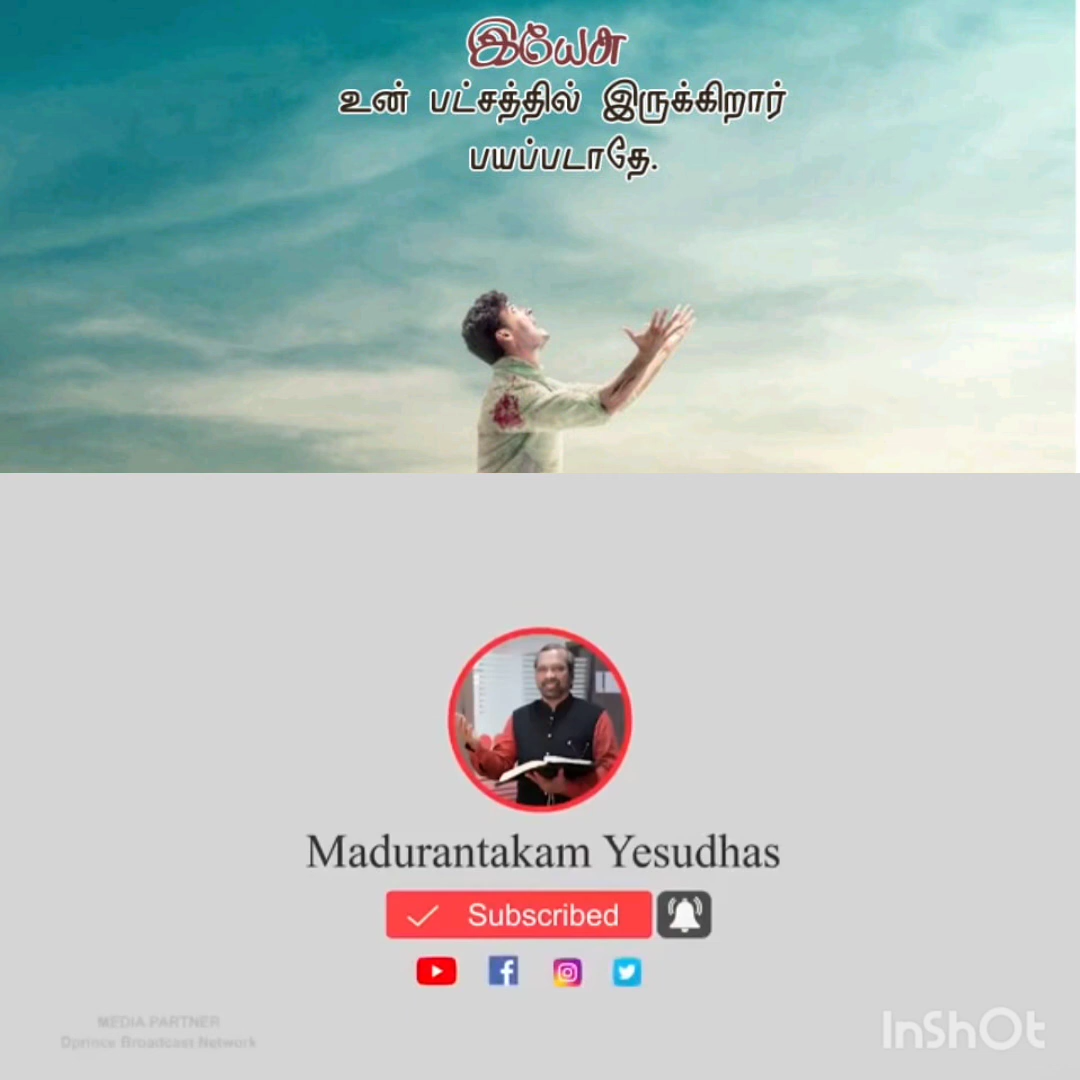 இயேசு
உன் பட்சத்தில் இருக்கிறார்
பயப்படாதே.
Madurantakam Yesudhas
Subscribed
MEDIA PARTNER
Dprince Broadcast Network
InShOt